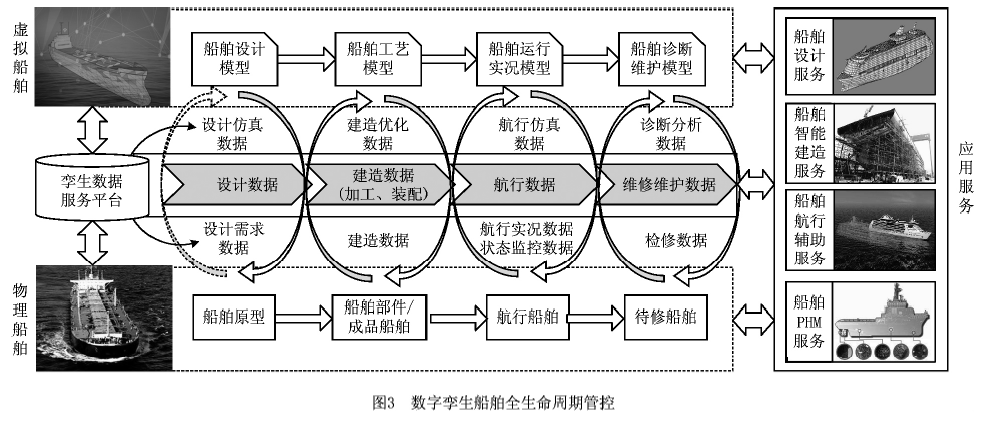 虚拟船舶
船舶设计
模型
船舶工艺
模型
船舶运行
实况模型
船舶诊断
维护模型
设计仿真
数据
建造优化
数据
航行仿真
数据
诊断分析
数据
孪生数据
服务平台
设计数据
建造数据
(加工、装配)
航行数据
维修维护数据
设计需求
数据
建造数据
航行实况数据
状态监控数据
检修数据
物理船舶
船舶原型
船舶部件/
成品船舶
航行船舶
待修船舶
船舶
设计
服务
船舶
智能
建造
服务
船舶
航行
辅助
服务
船舶
PHM
服务
应用服务
图3 数字孪生船舶全生命周期管控